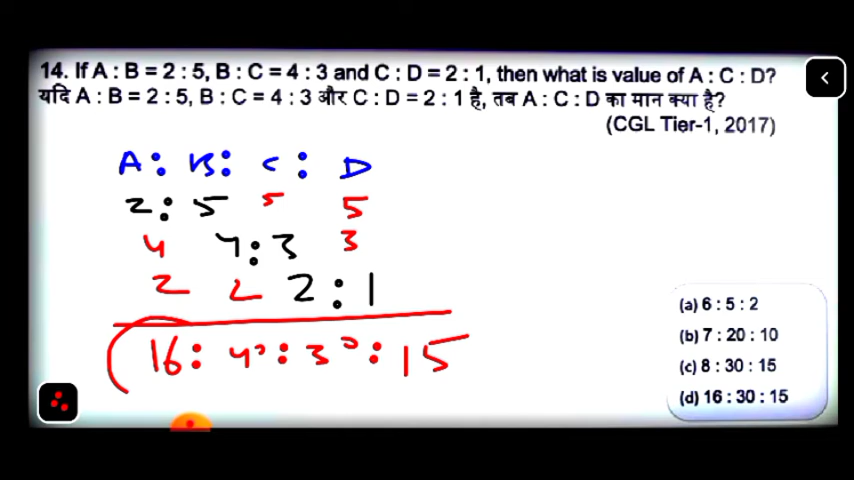 14. If A : B = 2 : 5, B : C = 4 : 3 and C : D = 2 : 1, then what is value of A : C : D?
यदि A : B = 2 : 5, B : C = 4 : 3 और C : D = 2 : 1 है, तब A : C : D का मान क्या है?
(CGL Tier-1, 2017)
A : B : C : D
2 : 5 5 5
4 4 : 3 3
2 2 2 : 1
16 : 40 : 30 : 15
(a) 6 : 5 : 2
(b) 7 : 20 : 10
(c) 8 : 30 : 15
(d) 16 : 30 : 15